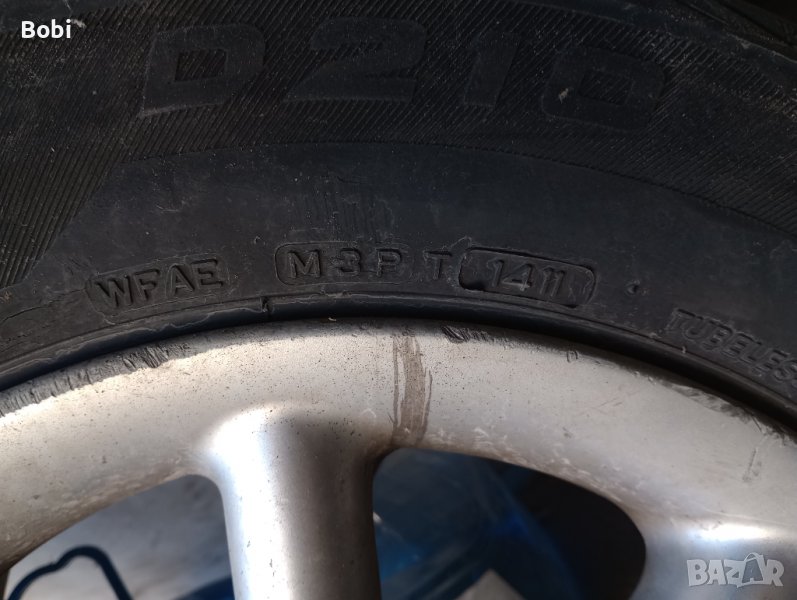 Bobi
D210
WFAE M3PT 1411
TUBELESS
BAZAR